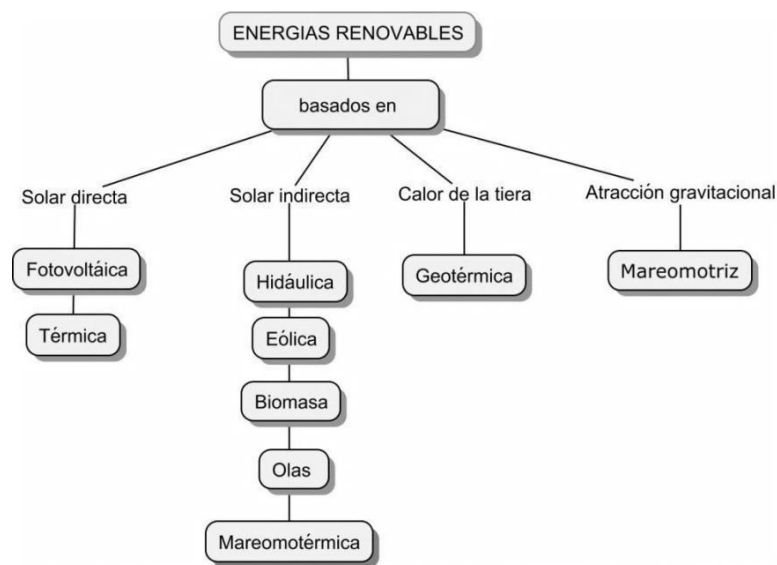 ENERGIAS RENOVABLES
basados en
Solar directa
Solar indirecta
Calor de la tiera
Atracción gravitacional
Fotovoltáica
Hidáulica
Geotérmica
Mareomotriz
Térmica
Eólica
Biomasa
Olas
Mareomotérmica